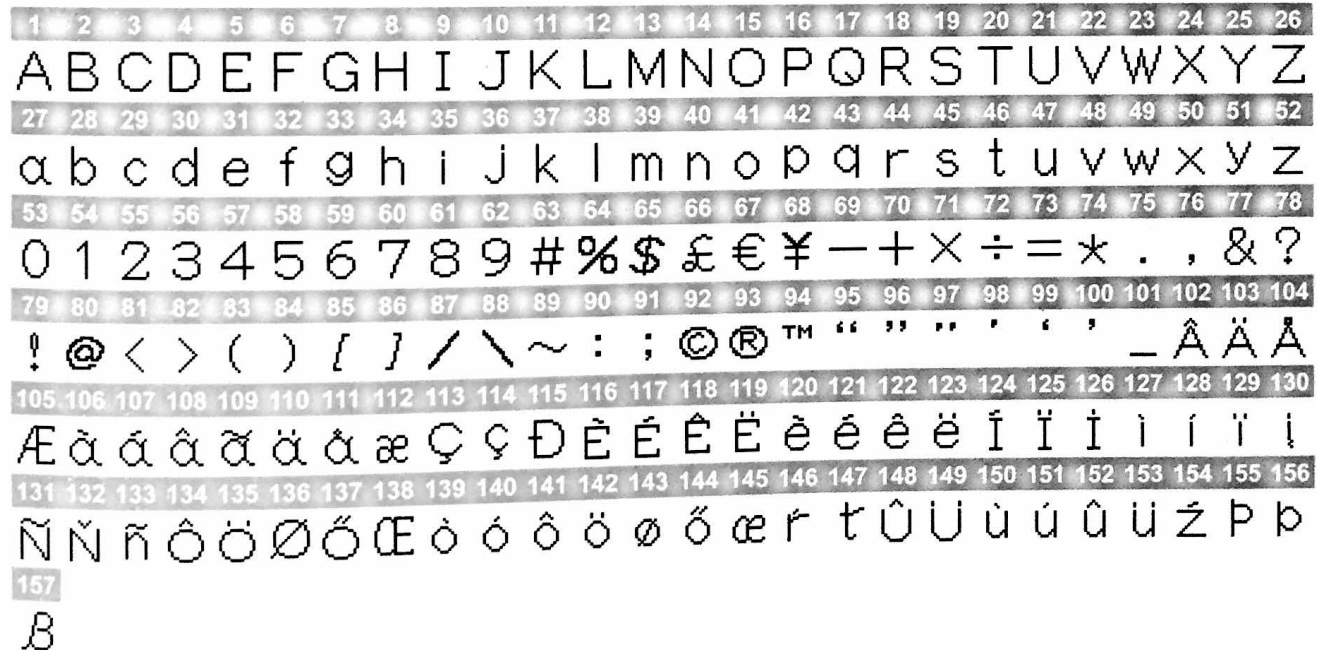 1 2 3 4 5 6 7 8 9 10 11 12 13 14 15 16 17 18 19 20 21 22 23 24 25 26
A B C D E F G H I J K L M N O P Q R S T U V W X Y Z
27 28 29 30 31 32 33 34 35 36 37 38 39 40 41 42 43 44 45 46 47 48 49 50 51 52
a b c d e f g h i j k l m n o p q r s t u v w x y z
53 54 55 56 57 58 59 60 61 62 63 64 65 66 67 68 69 70 71 72 73 74 75 76 77 78
0 1 2 3 4 5 6 7 8 9 # % $ £ € ¥ − + × ÷ = * . , & ?
79 80 81 82 83 84 85 86 87 88 89 90 91 92 93 94 95 96 97 98 99 100 101 102 103 104
! @ < > ( ) [ ] / \ ~ : ; © ® ™ “ ” " ' ‘ ’ _ Â Ä Å
105 106 107 108 109 110 111 112 113 114 115 116 117 118 119 120 121 122 123 124 125 126 127 128 129 130
Æ à á â ã ä å æ Ç ç Ð È É Ê Ë è é ê ë Í Ï İ ì í ï į
131 132 133 134 135 136 137 138 139 140 141 142 143 144 145 146 147 148 149 150 151 152 153 154 155 156
Ñ Ň ñ Ô Ö Ø Ő Œ ò ó ô ö ø ő œ ŕ t Û Ü ù ú û ü ź Þ þ
157
ß